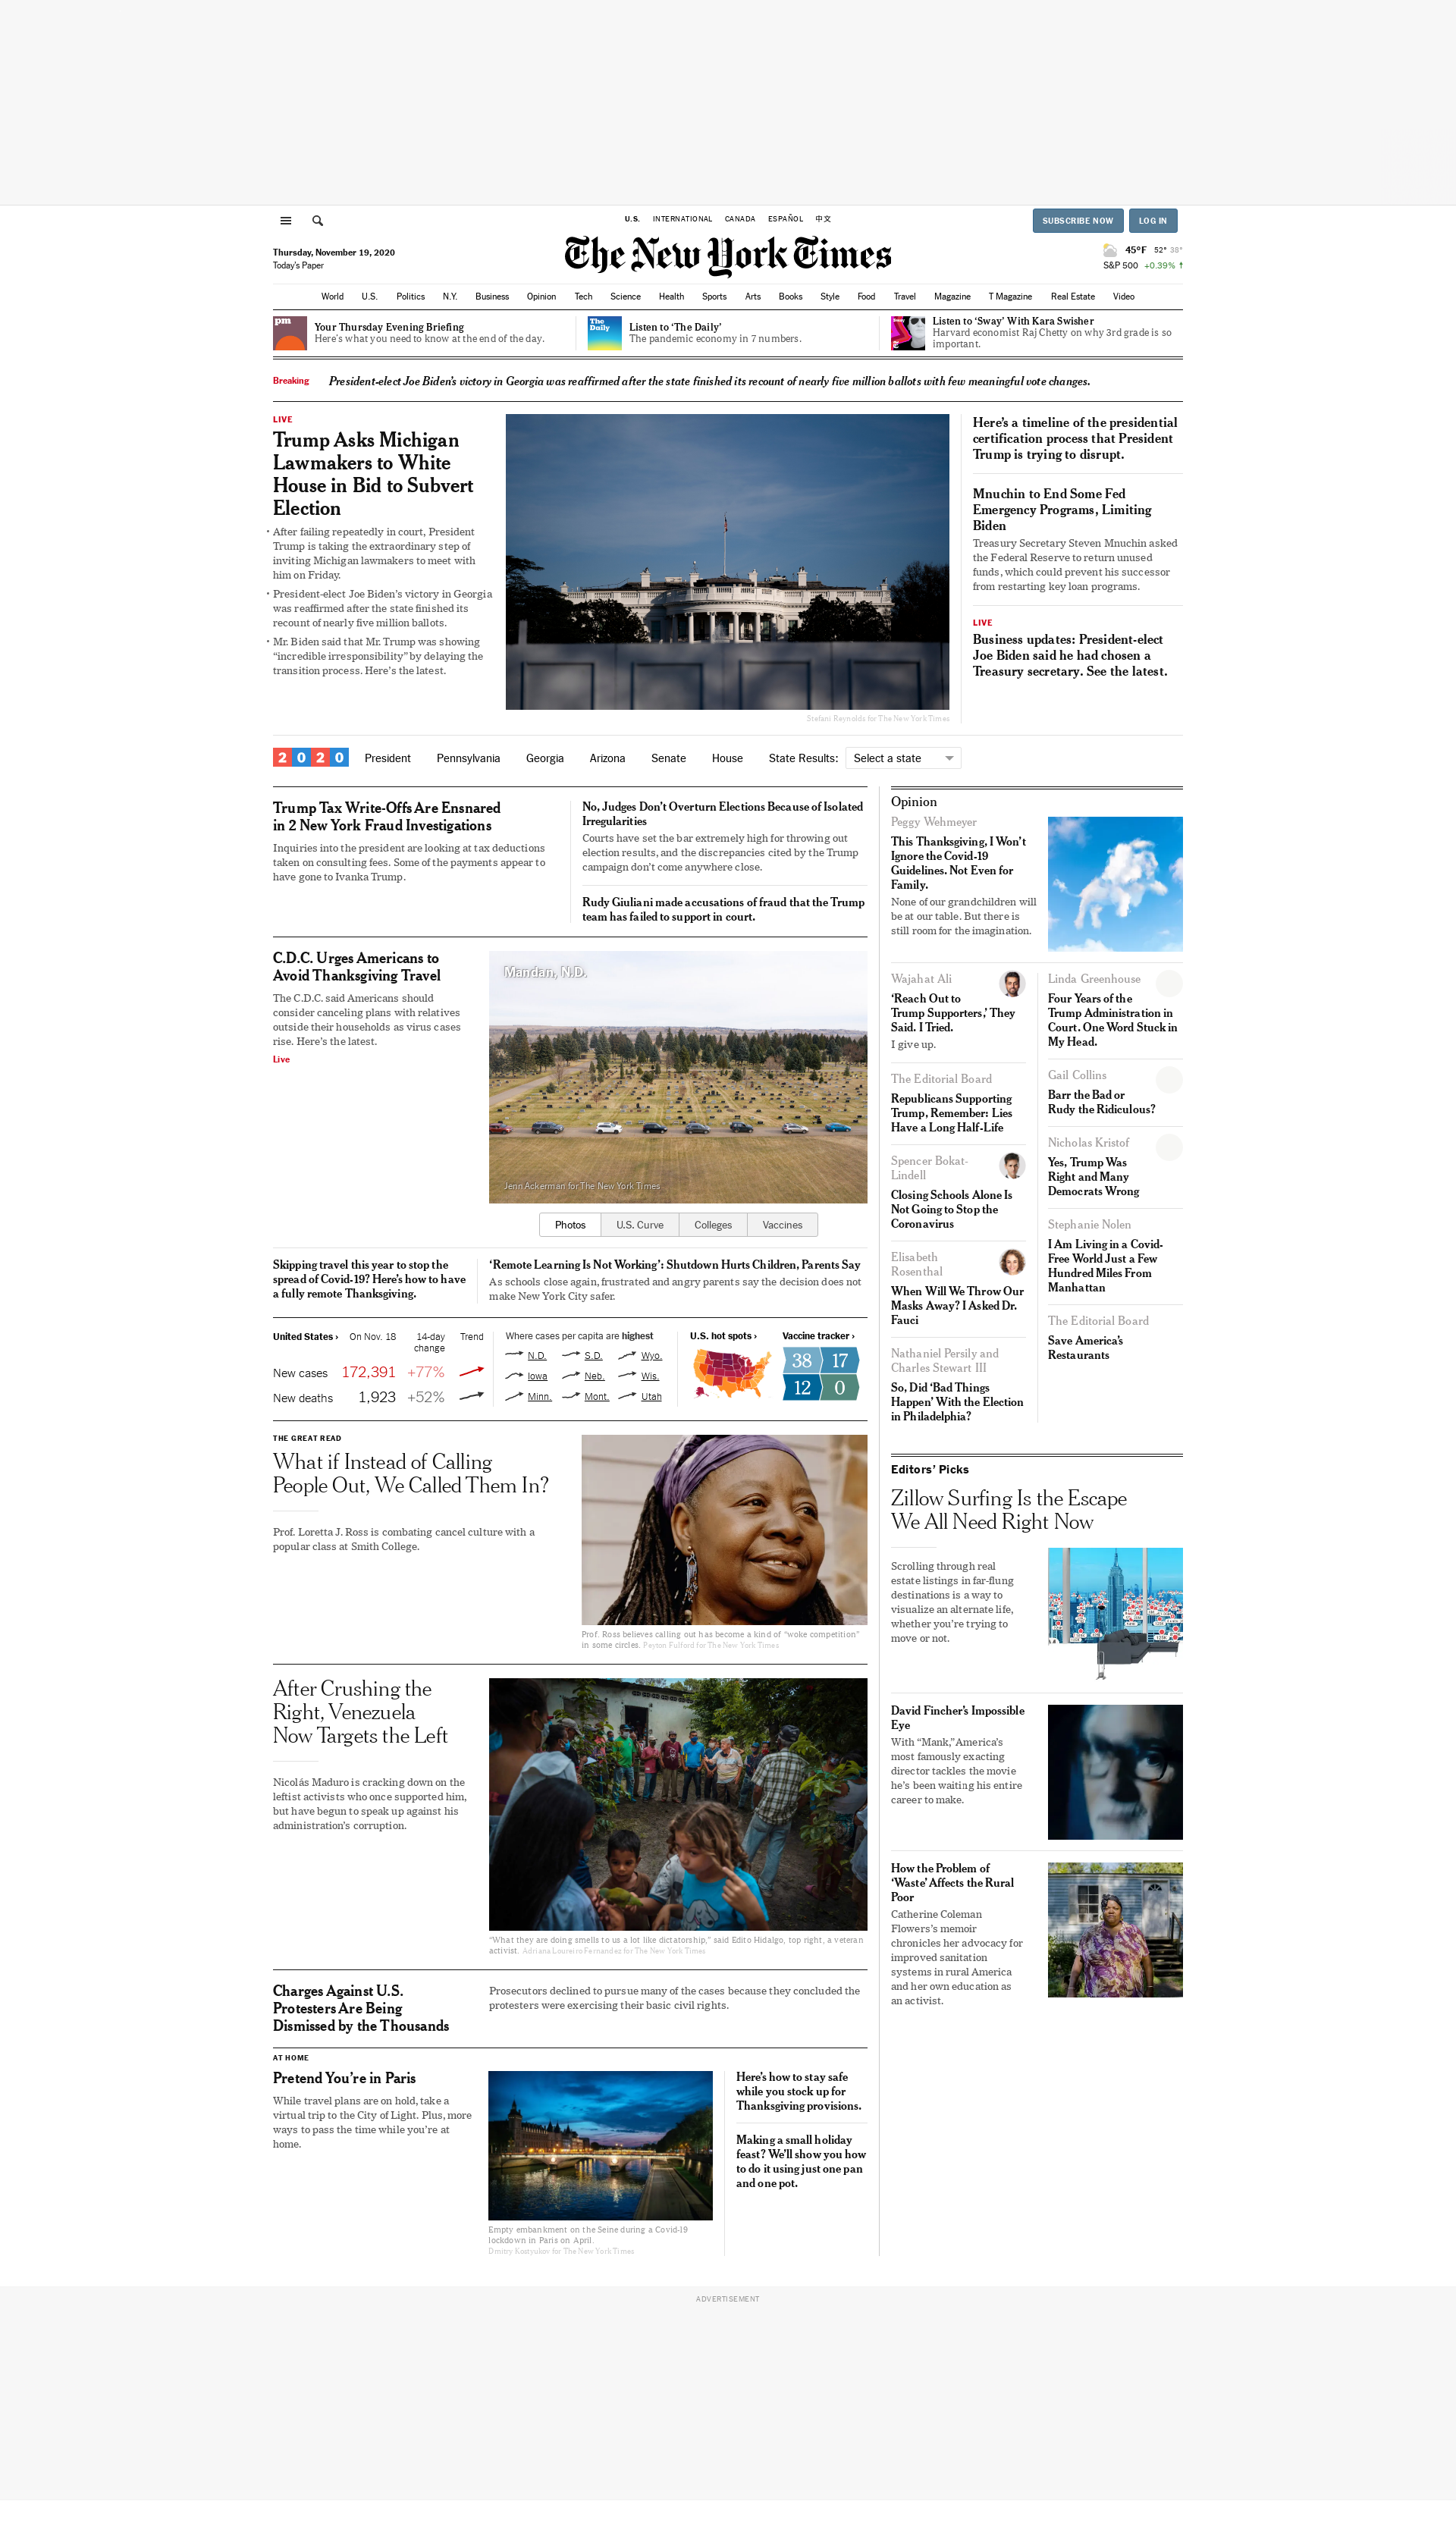 U.S. INTERNATIONAL CANADA ESPAÑOL 中文
SUBSCRIBE NOW LOG IN
Thursday, November 19, 2020
Today's Paper
The New York Times
45°F 52° 38°
S&P 500 +0.39%
World U.S. Politics N.Y. Business Opinion Tech Science Health Sports Arts Books Style Food Travel Magazine T Magazine Real Estate Video
pm
Your Thursday Evening Briefing
Here's what you need to know at the end of the day.
The
Daily
Listen to ‘The Daily’
The pandemic economy in 7 numbers.
Listen to ‘Sway’ With Kara Swisher
Harvard economist Raj Chetty on why 3rd grade is so
important.
Breaking
President-elect Joe Biden’s victory in Georgia was reaffirmed after the state finished its recount of nearly five million ballots with few meaningful vote changes.
LIVE
Trump Asks Michigan
Lawmakers to White
House in Bid to Subvert
Election
• After failing repeatedly in court, President
Trump is taking the extraordinary step of
inviting Michigan lawmakers to meet with
him on Friday.
• President-elect Joe Biden’s victory in Georgia
was reaffirmed after the state finished its
recount of nearly five million ballots.
• Mr. Biden said that Mr. Trump was showing
“incredible irresponsibility” by delaying the
transition process. Here’s the latest.
Stefani Reynolds for The New York Times
Here’s a timeline of the presidential
certification process that President
Trump is trying to disrupt.
Mnuchin to End Some Fed
Emergency Programs, Limiting
Biden
Treasury Secretary Steven Mnuchin asked
the Federal Reserve to return unused
funds, which could prevent his successor
from restarting key loan programs.
LIVE
Business updates: President-elect
Joe Biden said he had chosen a
Treasury secretary. See the latest.
2020 President Pennsylvania Georgia Arizona Senate House State Results: Select a state
Trump Tax Write-Offs Are Ensnared
in 2 New York Fraud Investigations
Inquiries into the president are looking at tax deductions
taken on consulting fees. Some of the payments appear to
have gone to Ivanka Trump.
No, Judges Don’t Overturn Elections Because of Isolated
Irregularities
Courts have set the bar extremely high for throwing out
election results, and the discrepancies cited by the Trump
campaign don’t come anywhere close.
Rudy Giuliani made accusations of fraud that the Trump
team has failed to support in court.
C.D.C. Urges Americans to
Avoid Thanksgiving Travel
The C.D.C. said Americans should
consider canceling plans with relatives
outside their households as virus cases
rise. Here’s the latest.
Live
Mandan, N.D.
Jenn Ackerman for The New York Times
Photos U.S. Curve Colleges Vaccines
Skipping travel this year to stop the
spread of Covid-19? Here’s how to have
a fully remote Thanksgiving.
‘Remote Learning Is Not Working’: Shutdown Hurts Children, Parents Say
As schools close again, frustrated and angry parents say the decision does not
make New York City safer.
United States › On Nov. 18 14-day
change Trend
New cases 172,391 +77%
New deaths 1,923 +52%
Where cases per capita are highest
N.D. S.D. Wyo.
Iowa Neb. Wis.
Minn. Mont. Utah
U.S. hot spots ›
Vaccine tracker ›
38 17
12 0
THE GREAT READ
What if Instead of Calling
People Out, We Called Them In?
Prof. Loretta J. Ross is combating cancel culture with a
popular class at Smith College.
Prof. Ross believes calling out has become a kind of “woke competition”
in some circles. Peyton Fulford for The New York Times
After Crushing the
Right, Venezuela
Now Targets the Left
Nicolás Maduro is cracking down on the
leftist activists who once supported him,
but have begun to speak up against his
administration’s corruption.
“What they are doing smells to us a lot like dictatorship,” said Edito Hidalgo, top right, a veteran
activist. Adriana Loureiro Fernandez for The New York Times
Charges Against U.S.
Protesters Are Being
Dismissed by the Thousands
Prosecutors declined to pursue many of the cases because they concluded the
protesters were exercising their basic civil rights.
AT HOME
Pretend You’re in Paris
While travel plans are on hold, take a
virtual trip to the City of Light. Plus, more
ways to pass the time while you’re at
home.
Empty embankment on the Seine during a Covid-19
lockdown in Paris on April.
Dmitry Kostyukov for The New York Times
Here’s how to stay safe
while you stock up for
Thanksgiving provisions.
Making a small holiday
feast? We’ll show you how
to do it using just one pan
and one pot.
Opinion
Peggy Wehmeyer
This Thanksgiving, I Won’t
Ignore the Covid-19
Guidelines. Not Even for
Family.
None of our grandchildren will
be at our table. But there is
still room for the imagination.
Wajahat Ali
‘Reach Out to
Trump Supporters,’ They
Said. I Tried.
I give up.
The Editorial Board
Republicans Supporting
Trump, Remember: Lies
Have a Long Half-Life
Spencer Bokat-
Lindell
Closing Schools Alone Is
Not Going to Stop the
Coronavirus
Elisabeth
Rosenthal
When Will We Throw Our
Masks Away? I Asked Dr.
Fauci
Nathaniel Persily and
Charles Stewart III
So, Did ‘Bad Things
Happen’ With the Election
in Philadelphia?
Linda Greenhouse
Four Years of the
Trump Administration in
Court. One Word Stuck in
My Head.
Gail Collins
Barr the Bad or
Rudy the Ridiculous?
Nicholas Kristof
Yes, Trump Was
Right and Many
Democrats Wrong
Stephanie Nolen
I Am Living in a Covid-
Free World Just a Few
Hundred Miles From
Manhattan
The Editorial Board
Save America’s
Restaurants
Editors’ Picks
Zillow Surfing Is the Escape
We All Need Right Now
Scrolling through real
estate listings in far-flung
destinations is a way to
visualize an alternate life,
whether you’re trying to
move or not.
David Fincher’s Impossible
Eye
With “Mank,” America’s
most famously exacting
director tackles the movie
he’s been waiting his entire
career to make.
How the Problem of
‘Waste’ Affects the Rural
Poor
Catherine Coleman
Flowers’s memoir
chronicles her advocacy for
improved sanitation
systems in rural America
and her own education as
an activist.
ADVERTISEMENT